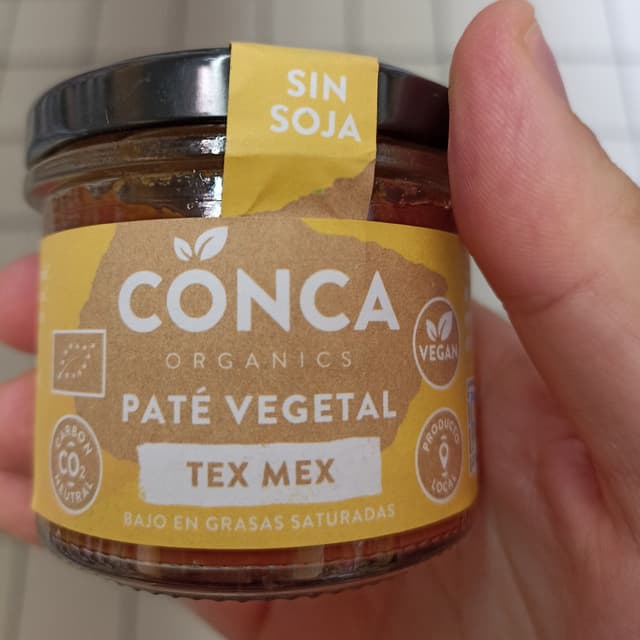 SIN
SOJA
CONCA
ORGANICS
VEGAN
PATÉ VEGETAL
CARBON
CO2
NEUTRAL
PRODUCTO
LOCAL
TEX MEX
BAJO EN GRASAS SATURADAS